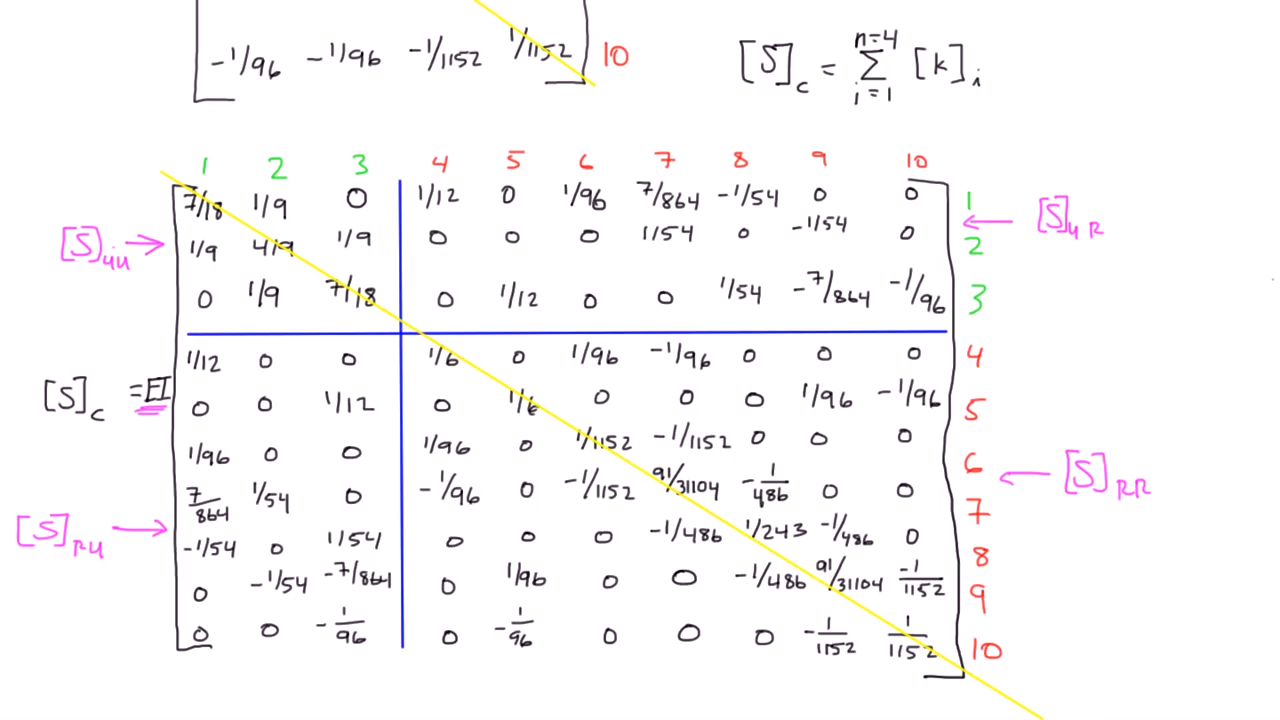 -1/96 -1/96 -1/1152 1/1152 10
[S]c = n=4 Σ i=1 [k]i
1 2 3 4 5 6 7 8 9 10
7/18 1/9 0 1/12 0 1/96 7/864 -1/54 0 0 1
[S]uu → 1/9 4/9 1/9 0 0 0 1/54 0 -1/54 0 2 ← [S]uR
0 1/9 7/18 0 1/12 0 0 1/54 -7/864 -1/96 3
1/12 0 0 1/6 0 1/96 -1/96 0 0 0 4
[S]c = EI 0 0 1/12 0 1/6 0 0 0 1/96 -1/96 5
1/96 0 0 1/96 0 1/1152 -1/1152 0 0 0 6 ← [S]RR
7/864 1/54 0 -1/96 0 -1/1152 91/31104 -1/486 0 0 7
[S]Ru → -1/54 0 1/54 0 0 0 -1/486 1/243 -1/486 0 8
0 -1/54 -7/864 0 1/96 0 0 -1/486 91/31104 -1/1152 9
0 0 -1/96 0 -1/96 0 0 0 -1/1152 1/1152 10